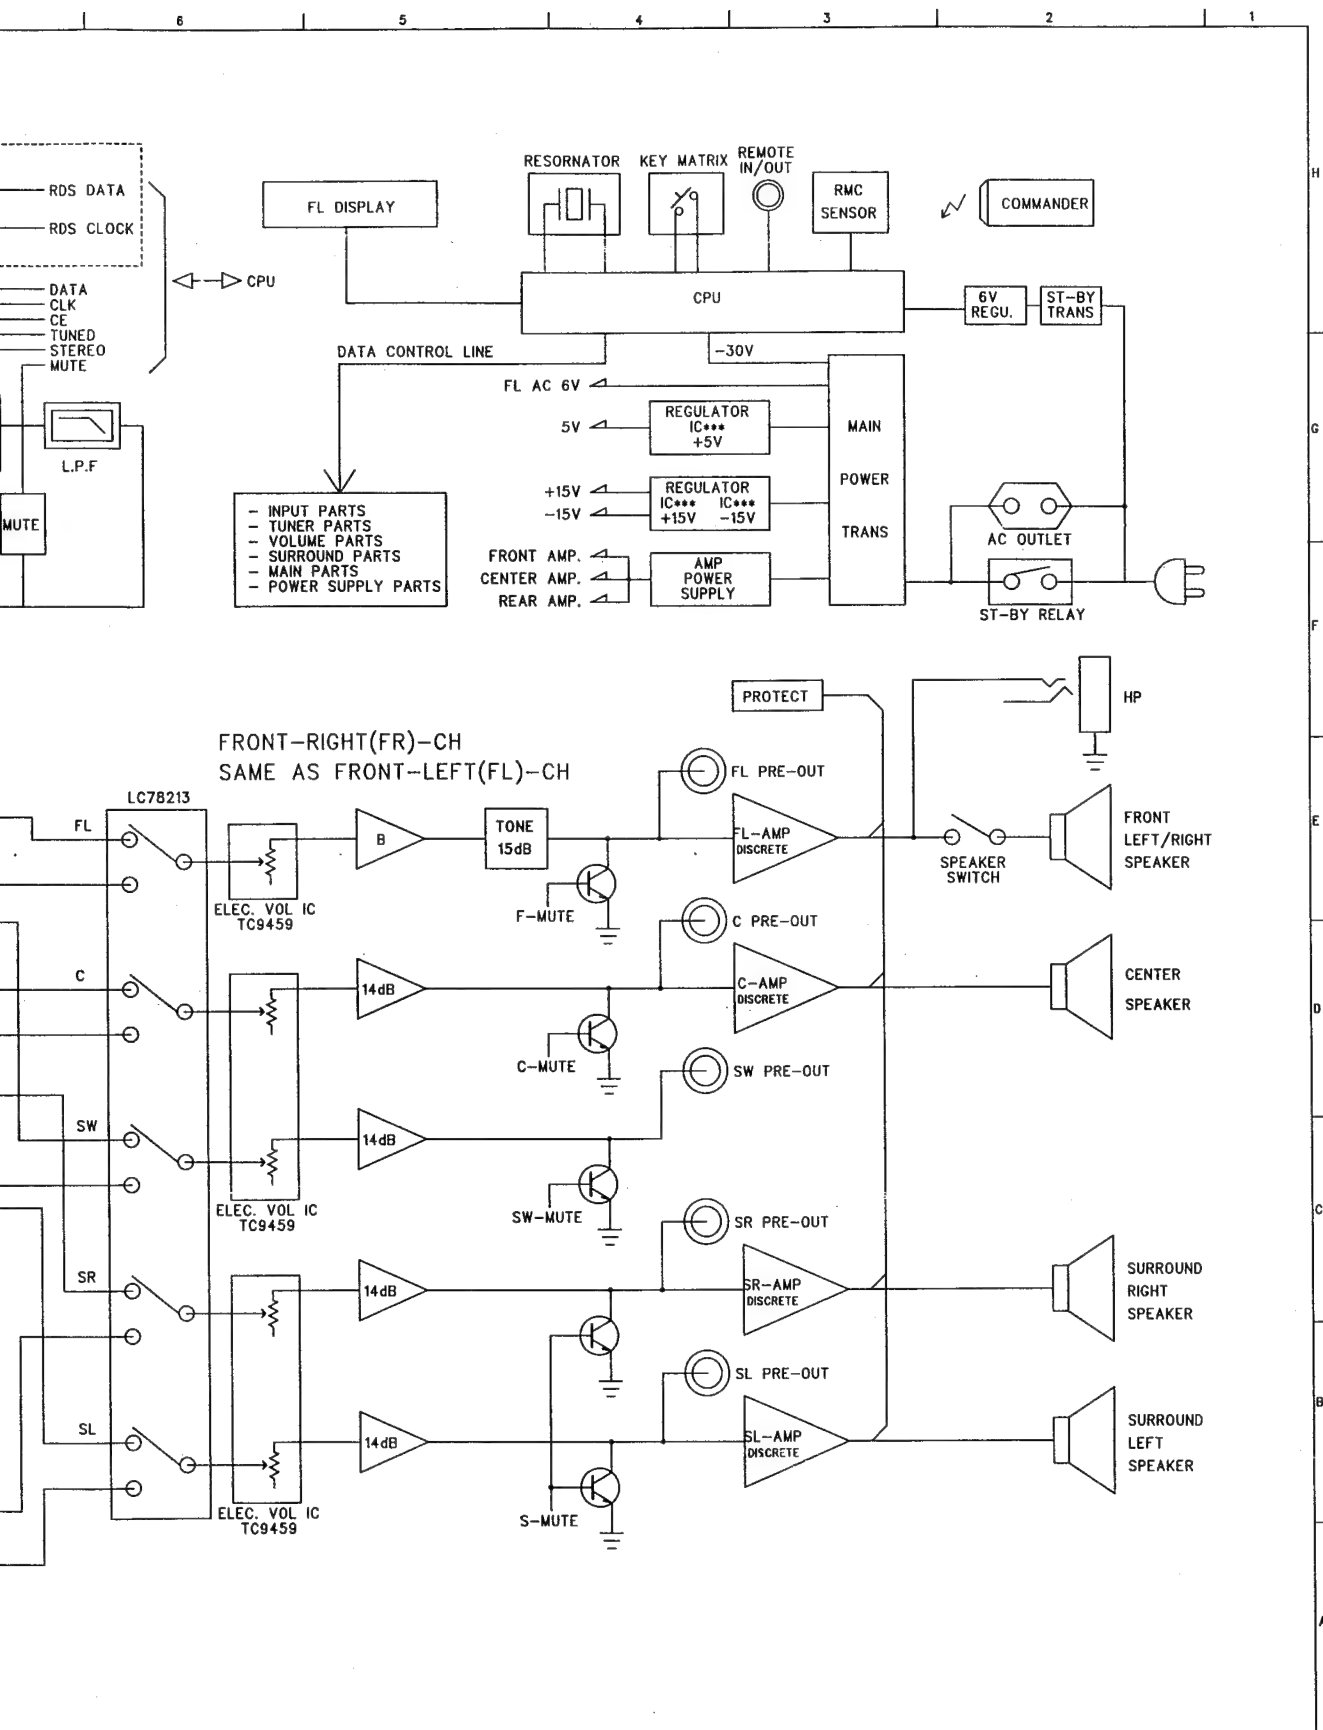 6 5 4 3 2 1
H
G
F
E
D
C
B
A
RDS DATA
RDS CLOCK
DATA
CLK
CE
TUNED
STEREO
MUTE
CPU
L.P.F
MUTE
FL DISPLAY
RESORNATOR
KEY MATRIX
REMOTE
IN/OUT
RMC
SENSOR
COMMANDER
CPU
6V
REGU.
ST-BY
TRANS
DATA CONTROL LINE
-30V
FL AC 6V
5V
REGULATOR
IC***
+5V
+15V
-15V
REGULATOR
IC*** IC***
+15V -15V
FRONT AMP.
CENTER AMP.
REAR AMP.
AMP
POWER
SUPPLY
MAIN
POWER
TRANS
AC OUTLET
ST-BY RELAY
- INPUT PARTS
- TUNER PARTS
- VOLUME PARTS
- SURROUND PARTS
- MAIN PARTS
- POWER SUPPLY PARTS
PROTECT
HP
FRONT-RIGHT(FR)-CH
SAME AS FRONT-LEFT(FL)-CH
LC78213
FL
ELEC. VOL IC
TC9459
B
TONE
15dB
F-MUTE
FL PRE-OUT
FL-AMP
DISCRETE
SPEAKER
SWITCH
FRONT
LEFT/RIGHT
SPEAKER
C
14dB
C-MUTE
C PRE-OUT
C-AMP
DISCRETE
CENTER
SPEAKER
SW
ELEC. VOL IC
TC9459
14dB
SW-MUTE
SW PRE-OUT
SR
14dB
SR PRE-OUT
SR-AMP
DISCRETE
SURROUND
RIGHT
SPEAKER
SL
ELEC. VOL IC
TC9459
14dB
S-MUTE
SL PRE-OUT
SL-AMP
DISCRETE
SURROUND
LEFT
SPEAKER